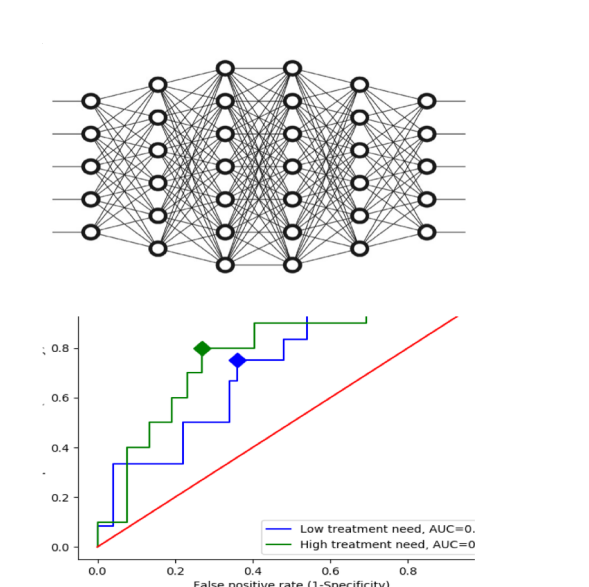 0.8
0.6
0.4
0.2
0.0
Low treatment need, AUC=0.
High treatment need, AUC=0
0.0 0.2 0.4 0.6 0.8
False positive rate (1-Specificity)